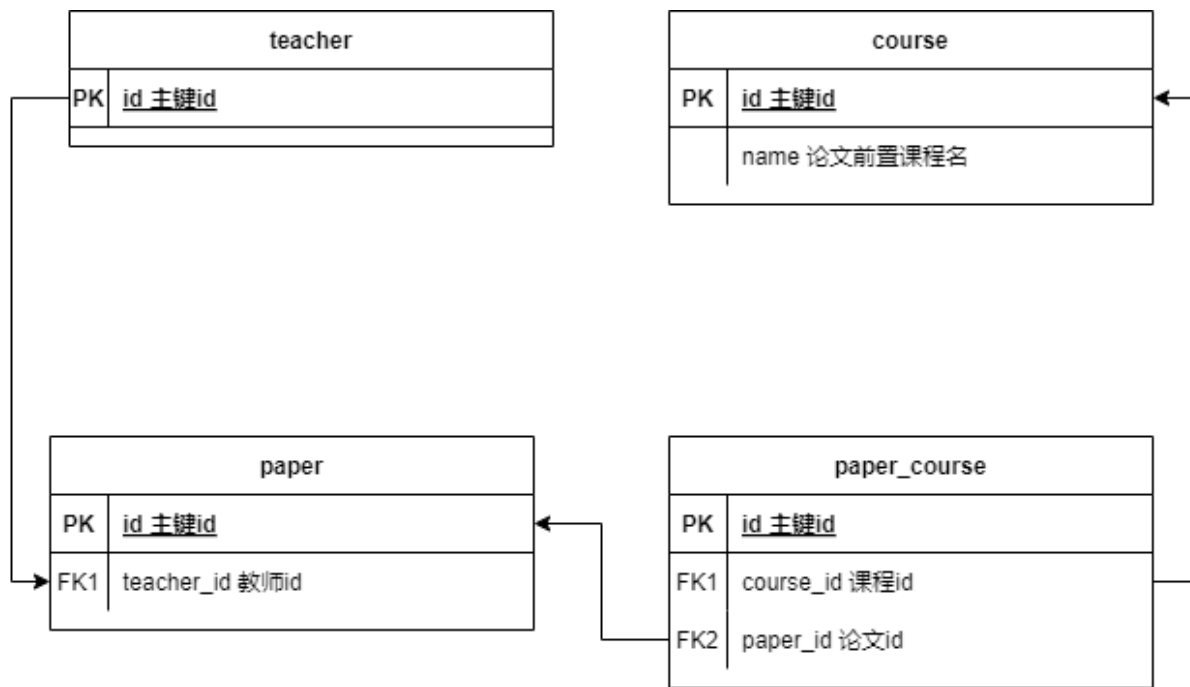 teacher
PK id 主键id
course
PK id 主键id
name 论文前置课程名
paper
PK id 主键id
FK1 teacher_id 教师id
paper_course
PK id 主键id
FK1 course_id 课程id
FK2 paper_id 论文id